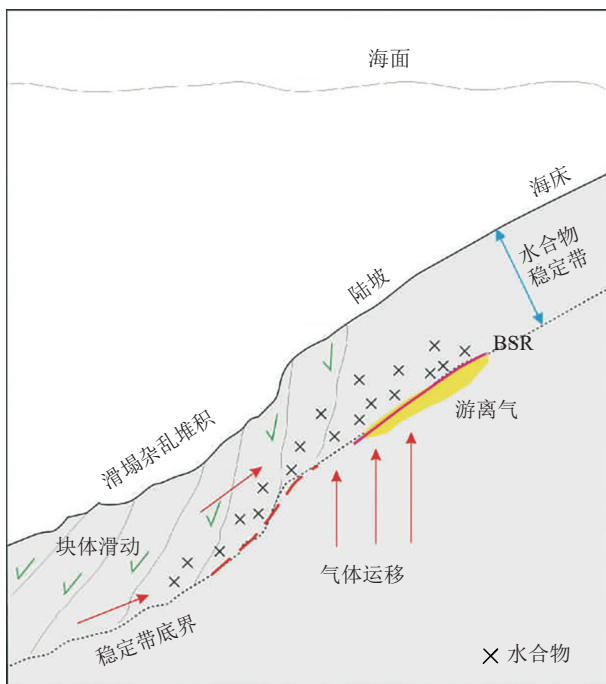 海面
海床
水合物
稳定带
陆坡
BSR
游离气
滑塌杂乱堆积
块体滑动
气体运移
稳定带底界
水合物